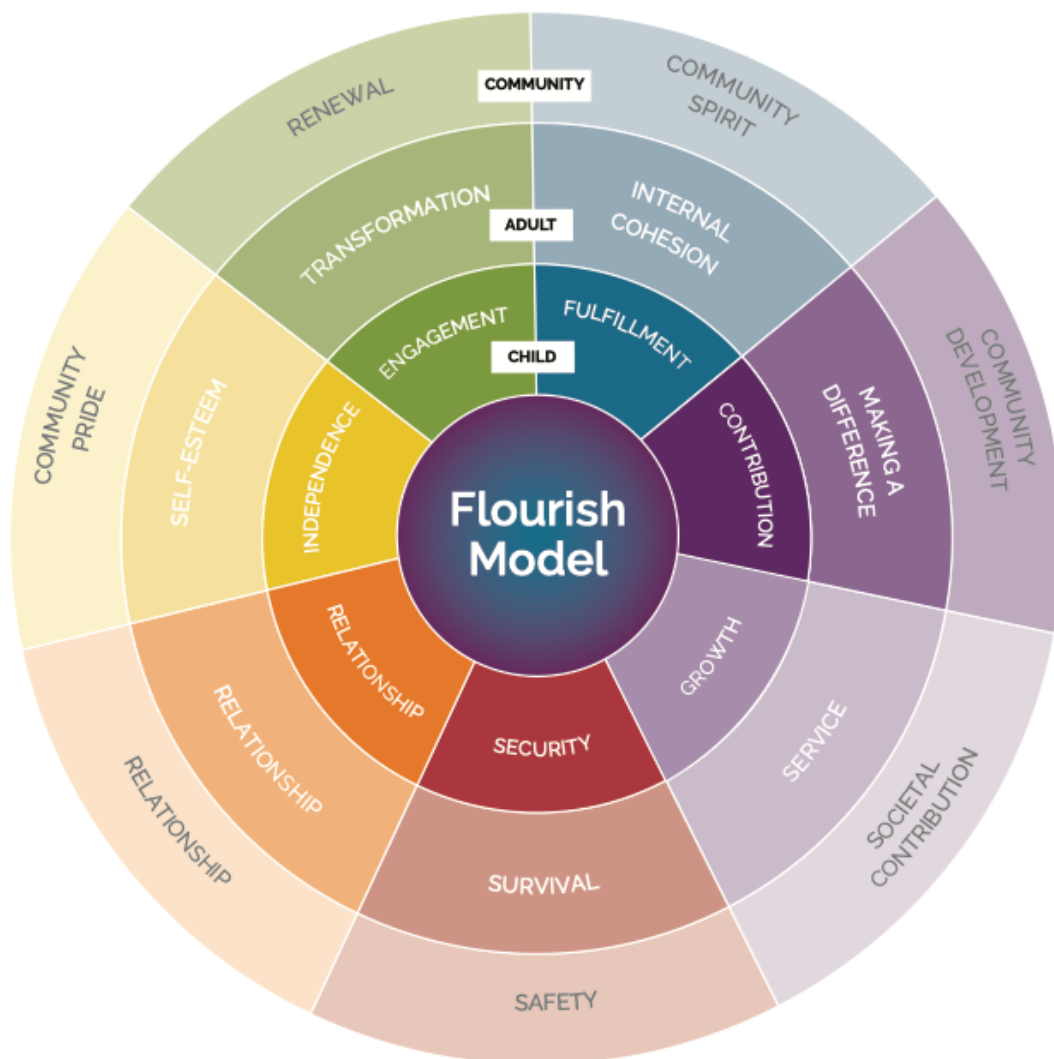 COMMUNITY
ADULT
CHILD
Flourish
Model
RENEWAL
COMMUNITY
SPIRIT
COMMUNITY
DEVELOPMENT
SOCIETAL
CONTRIBUTION
SAFETY
RELATIONSHIP
COMMUNITY
PRIDE
TRANSFORMATION
INTERNAL
COHESION
MAKING A
DIFFERENCE
SERVICE
SURVIVAL
RELATIONSHIP
SELF-ESTEEM
ENGAGEMENT
FULFILLMENT
CONTRIBUTION
GROWTH
SECURITY
RELATIONSHIP
INDEPENDENCE